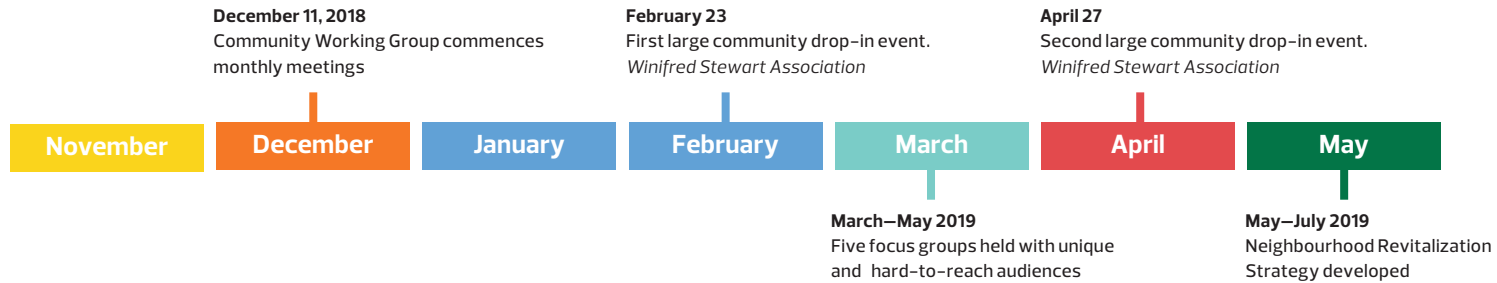 December 11, 2018
Community Working Group commences
monthly meetings
February 23
First large community drop-in event.
Winifred Stewart Association
April 27
Second large community drop-in event.
Winifred Stewart Association
November
December
January
February
March
April
May
March–May 2019
Five focus groups held with unique
and hard-to-reach audiences
May–July 2019
Neighbourhood Revitalization
Strategy developed